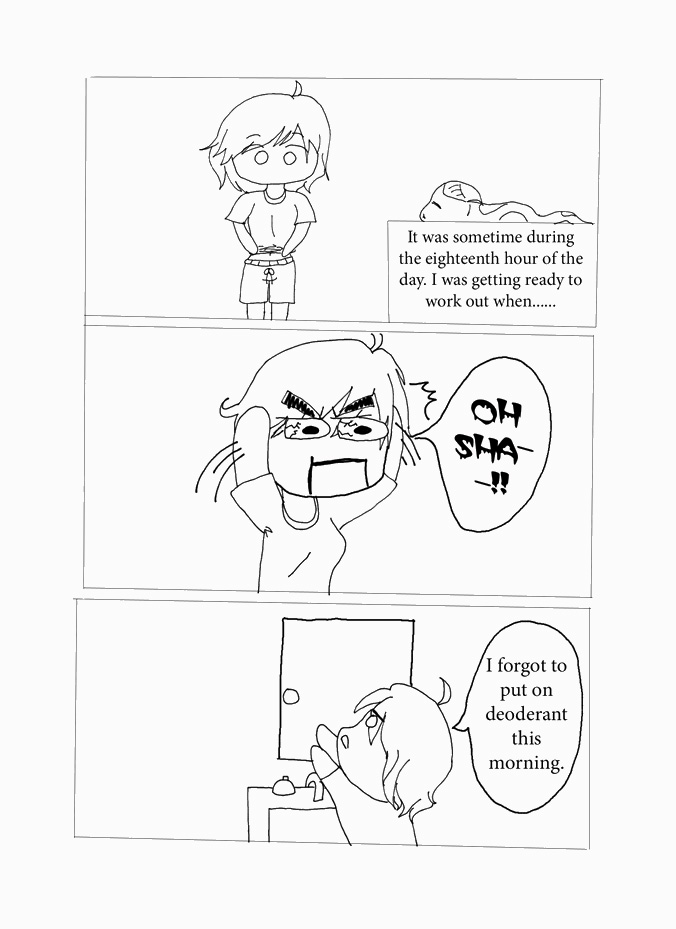 It was sometime during
the eighteenth hour of the
day. I was getting ready to
work out when......
OH
SHA-
-!!
I forgot to
put on
deoderant
this
morning.